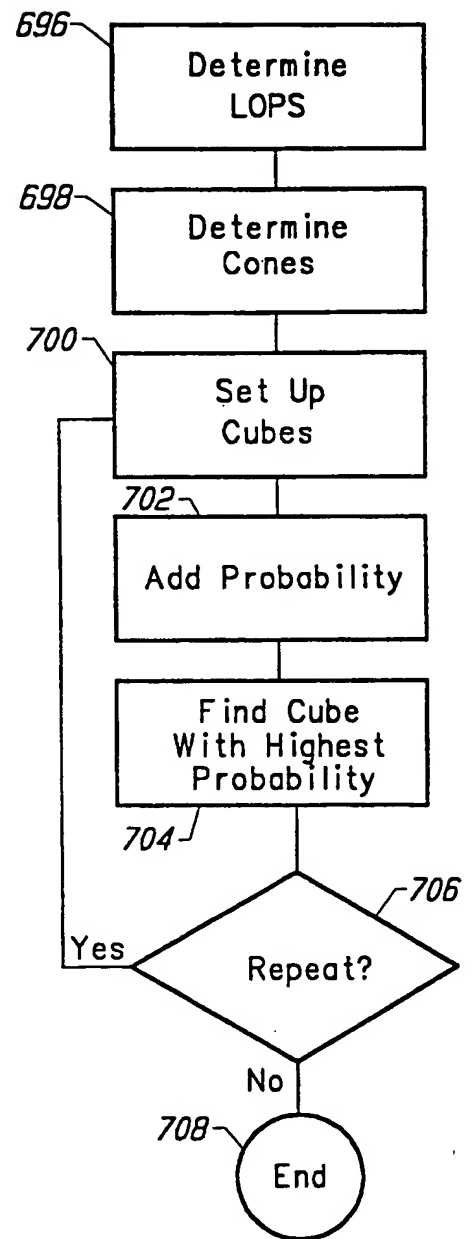 696
Determine
LOPS
698
Determine
Cones
700
Set Up
Cubes
702
Add Probability
Find Cube
With Highest
Probability
704
706
Repeat?
Yes
No
708
End